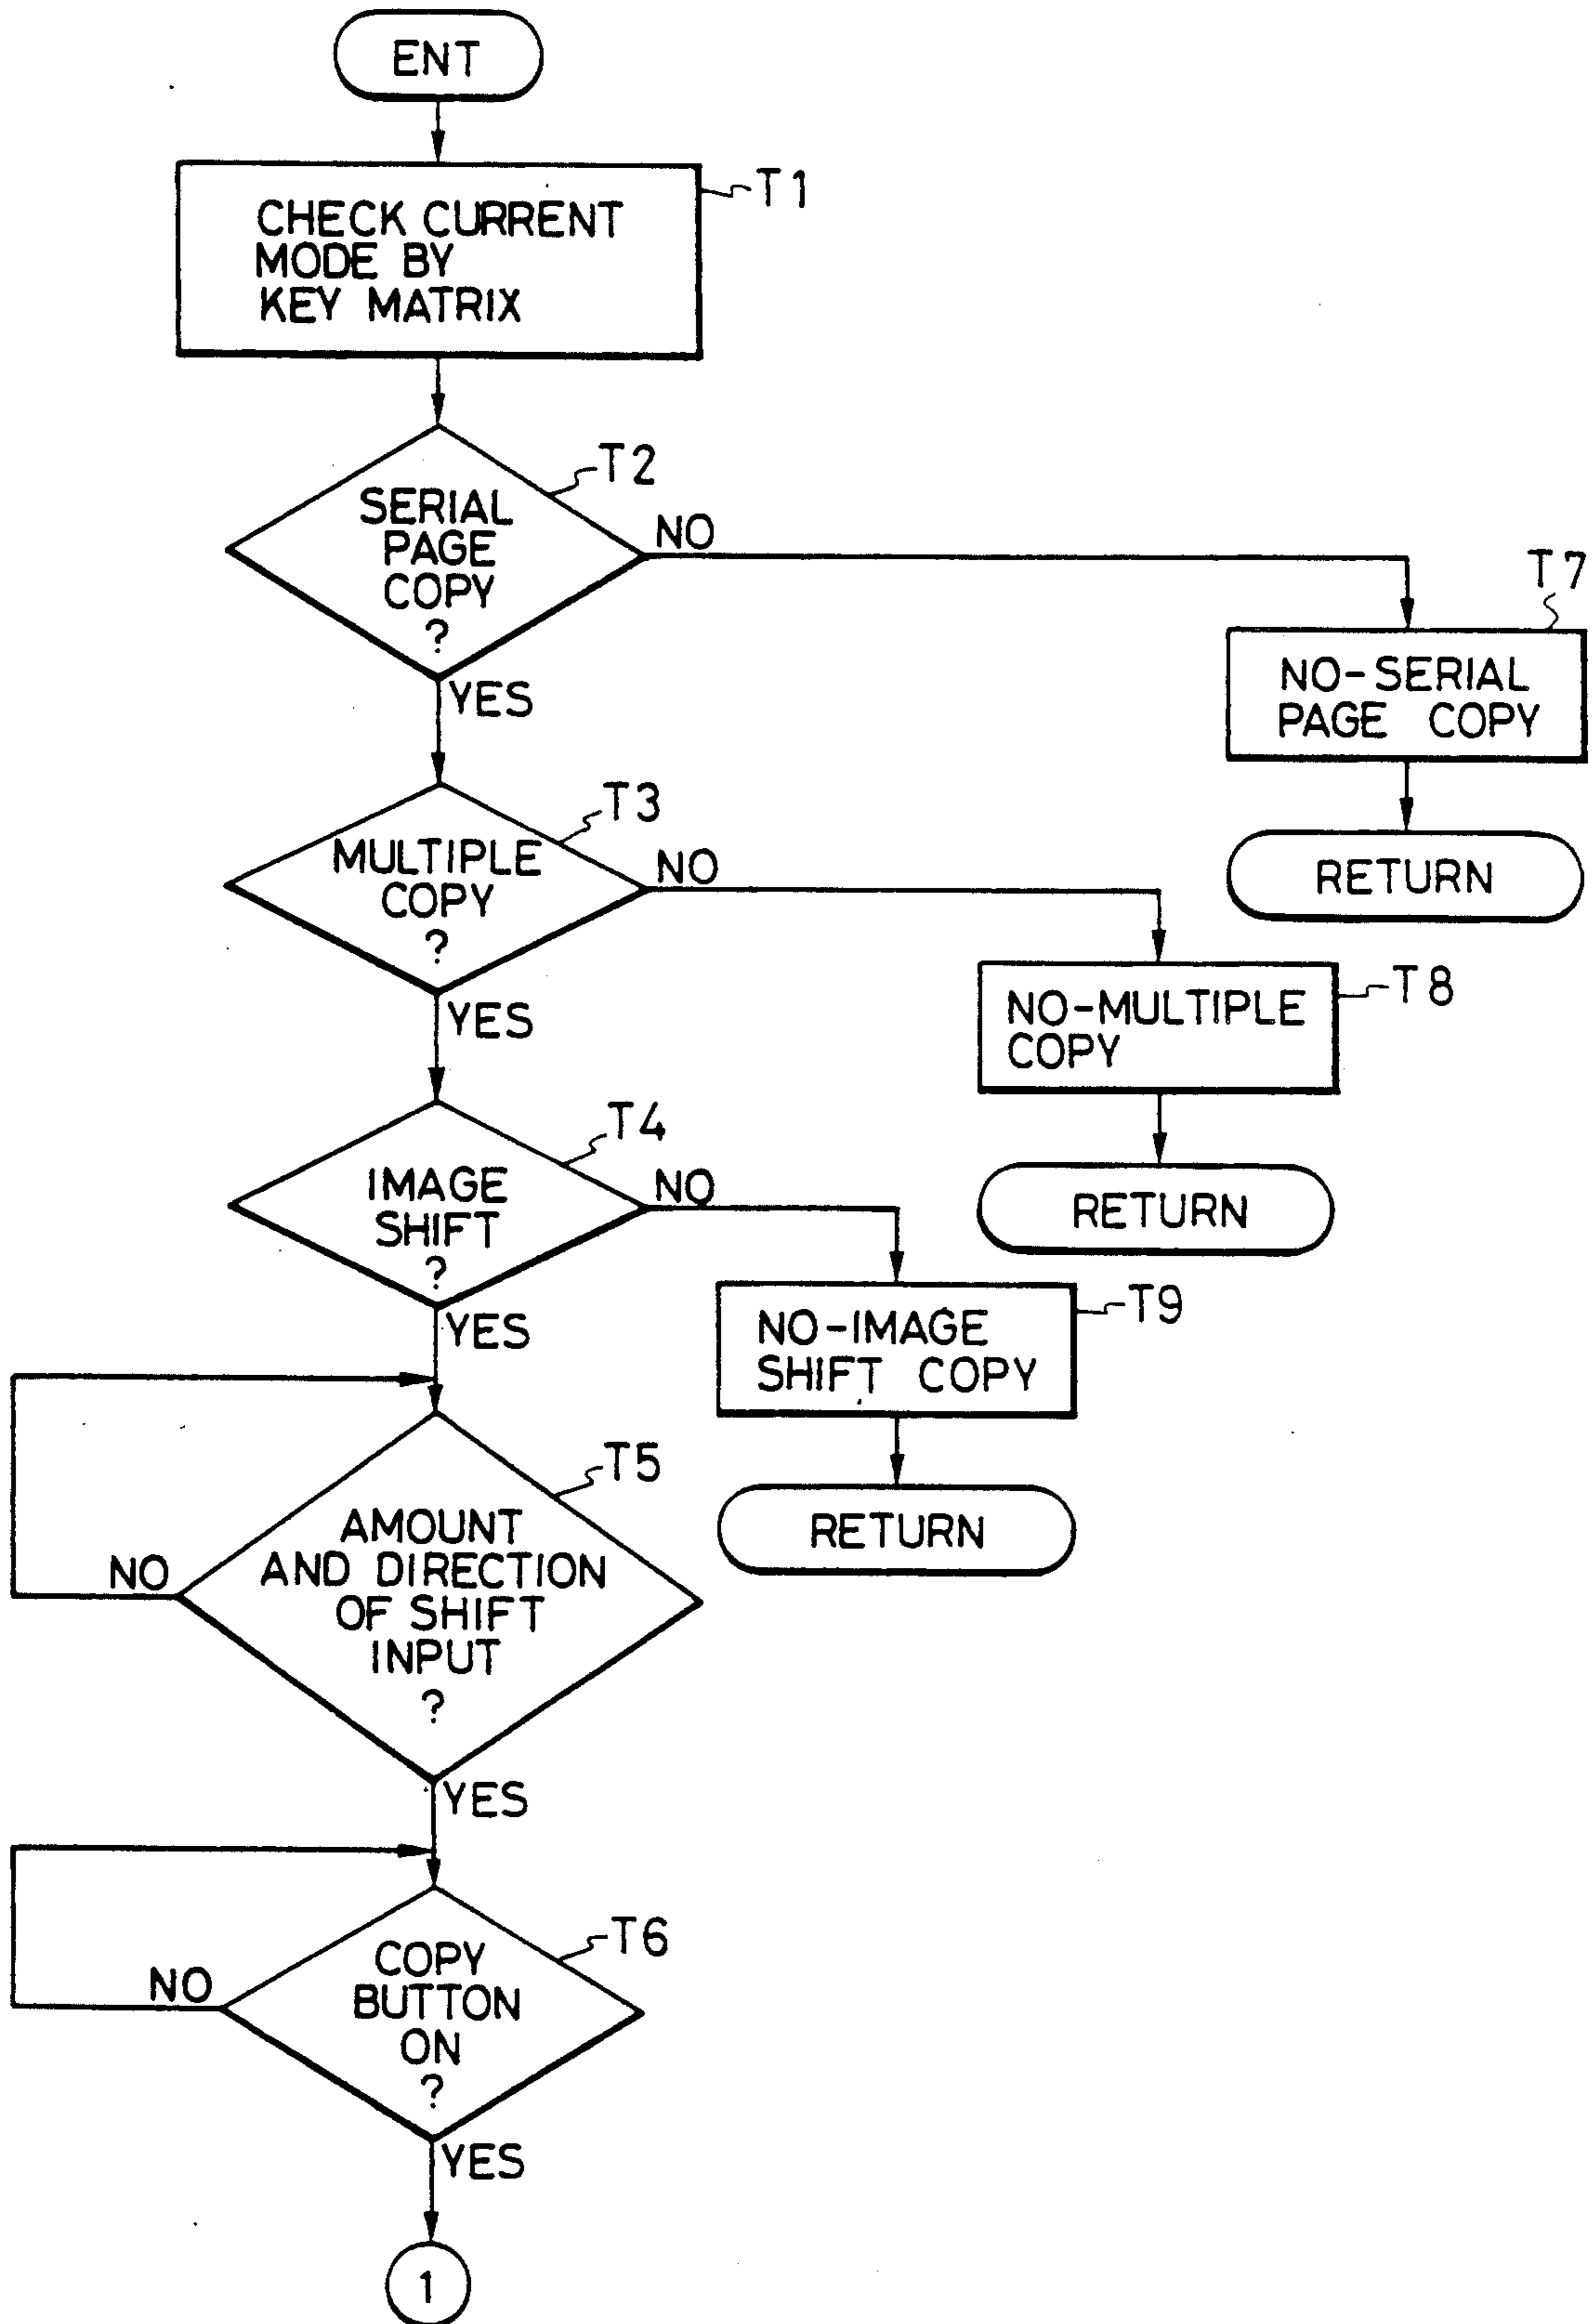 ENT
CHECK CURRENT
MODE BY
KEY MATRIX
T1
SERIAL
PAGE
COPY
?
T2
NO
YES
T7
NO-SERIAL
PAGE COPY
RETURN
MULTIPLE
COPY
?
T3
NO
YES
NO-MULTIPLE
COPY
T8
RETURN
IMAGE
SHIFT
?
T4
NO
YES
NO-IMAGE
SHIFT COPY
T9
RETURN
AMOUNT
AND DIRECTION
OF SHIFT
INPUT
?
T5
NO
YES
COPY
BUTTON
ON
?
T6
NO
YES
1